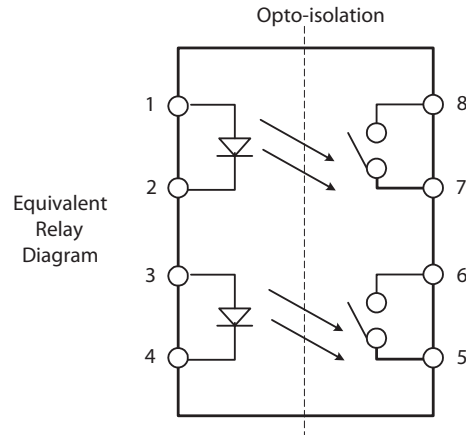 Opto-isolation
1
8
2
7
Equivalent
Relay
Diagram
3
6
4
5